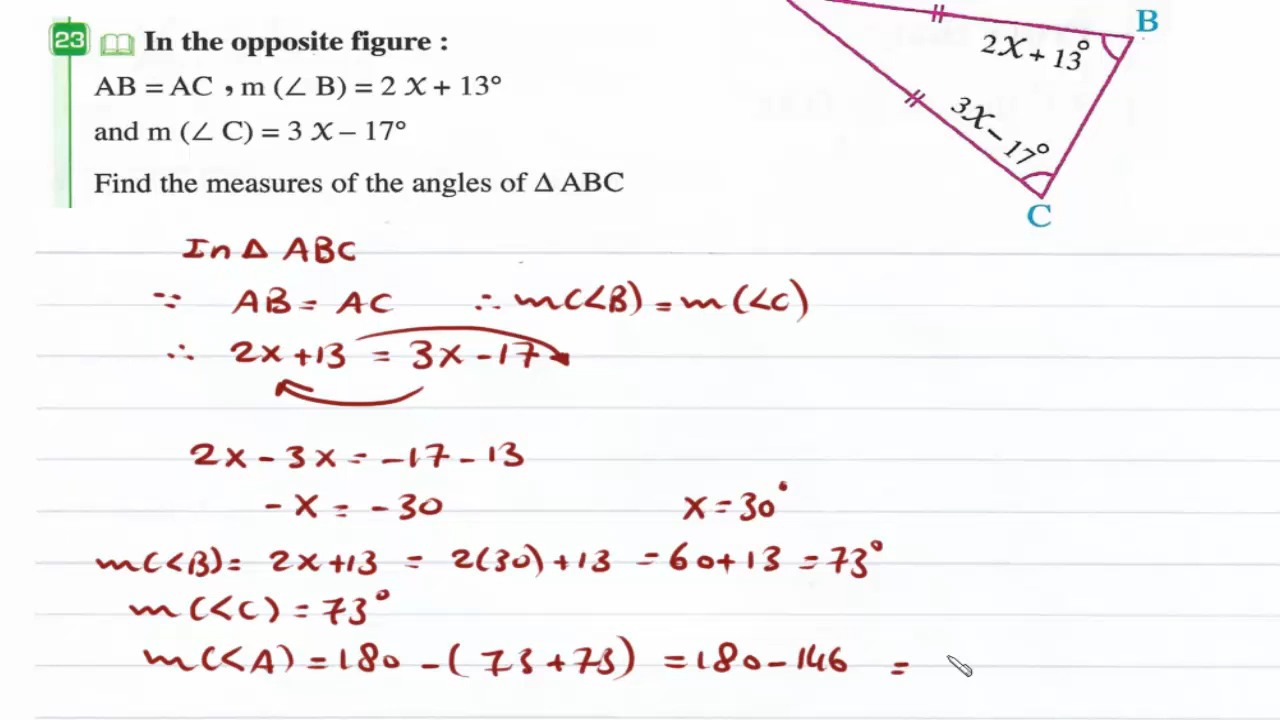 23 In the opposite figure :
AB = AC , m (∠ B) = 2 X + 13°
and m (∠ C) = 3 X – 17°
Find the measures of the angles of Δ ABC
B
2X + 13°
3X – 17°
C
In Δ ABC
∵ AB = AC ∴ m(<B) = m(<C)
∴ 2x + 13 = 3x - 17
2x - 3x = -17 - 13
- x = - 30 x = 30°
m(<B) = 2x + 13 = 2(30) + 13 = 60 + 13 = 73°
m(<C) = 73°
m(<A) = 180 - (73 + 73) = 180 - 146 =